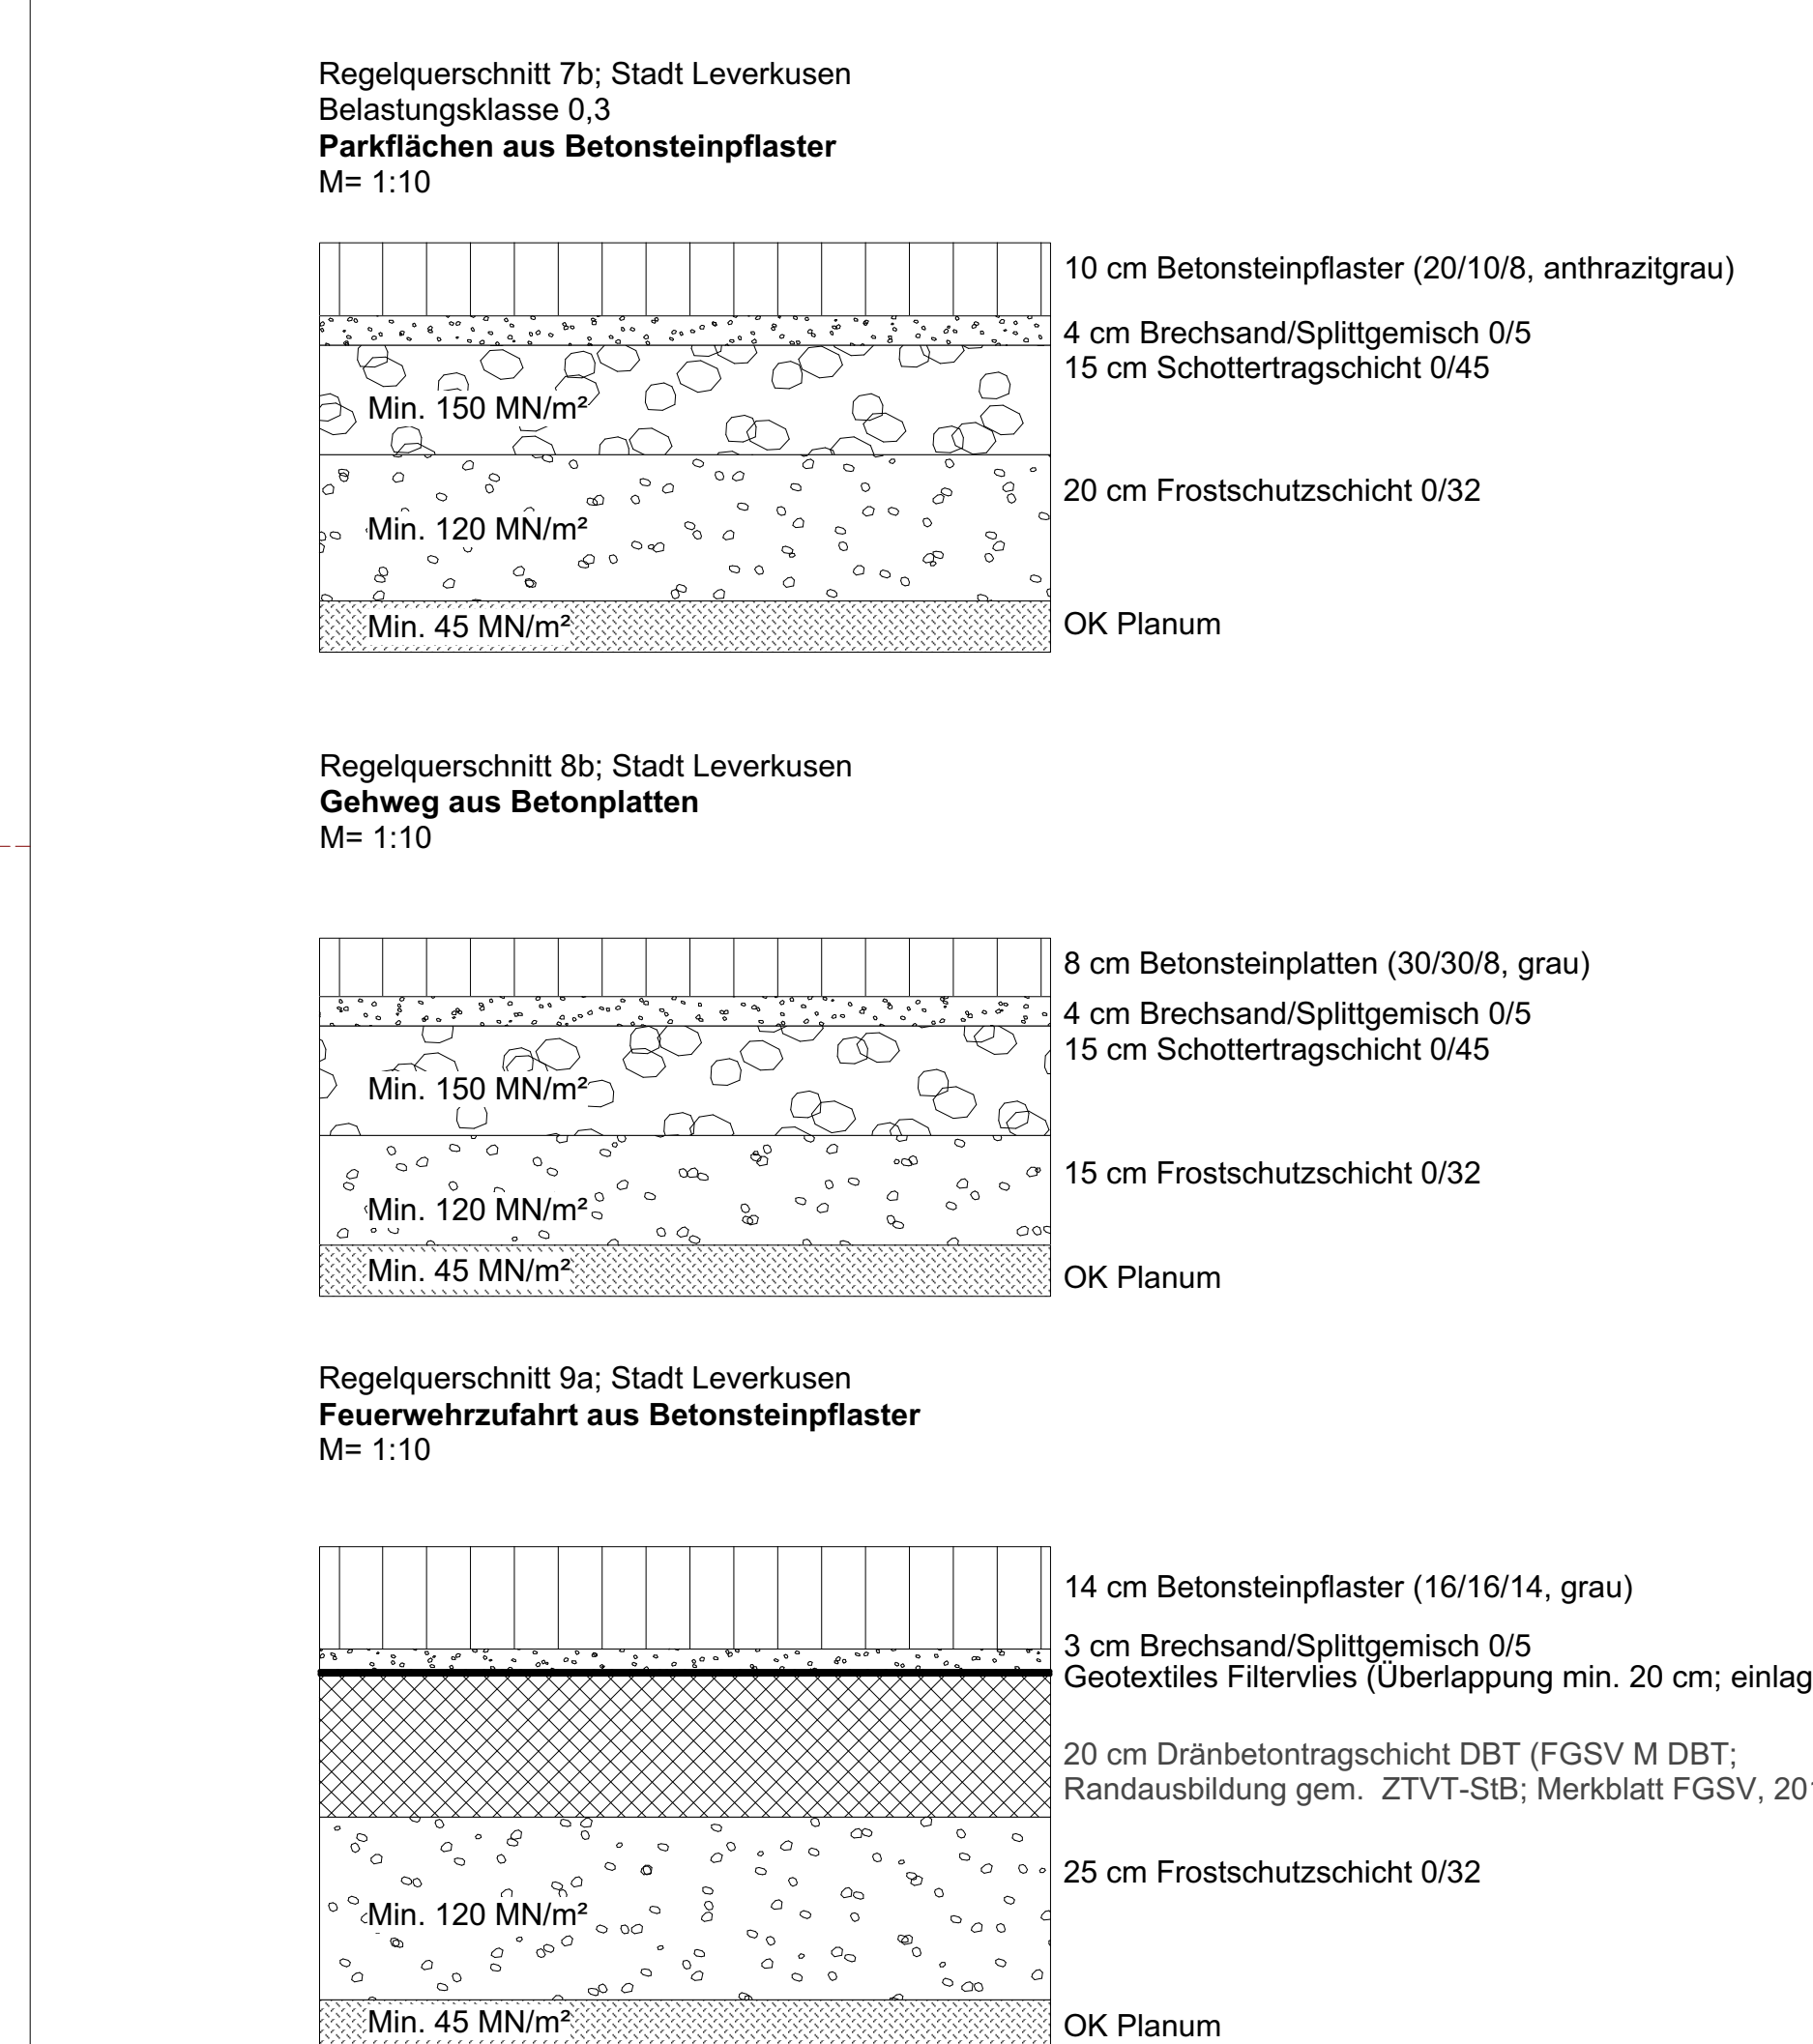 Regelquerschnitt 7b; Stadt Leverkusen
Belastungsklasse 0,3
Parkflächen aus Betonsteinpflaster
M= 1:10
10 cm Betonsteinpflaster (20/10/8, anthrazitgrau)
4 cm Brechsand/Splittgemisch 0/5
15 cm Schottertragschicht 0/45
Min. 150 MN/m²
20 cm Frostschutzschicht 0/32
Min. 120 MN/m²
Min. 45 MN/m²
OK Planum
Regelquerschnitt 8b; Stadt Leverkusen
Gehweg aus Betonplatten
M= 1:10
8 cm Betonsteinplatten (30/30/8, grau)
4 cm Brechsand/Splittgemisch 0/5
15 cm Schottertragschicht 0/45
Min. 150 MN/m²
15 cm Frostschutzschicht 0/32
Min. 120 MN/m²
Min. 45 MN/m²
OK Planum
Regelquerschnitt 9a; Stadt Leverkusen
Feuerwehrzufahrt aus Betonsteinpflaster
M= 1:10
14 cm Betonsteinpflaster (16/16/14, grau)
3 cm Brechsand/Splittgemisch 0/5
Geotextiles Filtervlies (Überlappung min. 20 cm;
20 cm Dränbetontragschicht DBT (FGSV M DBT;
Randausbildung gem. ZTVT-StB; Merkblatt FGSV,
25 cm Frostschutzschicht 0/32
Min. 120 MN/m²
Min. 45 MN/m²
OK Planum